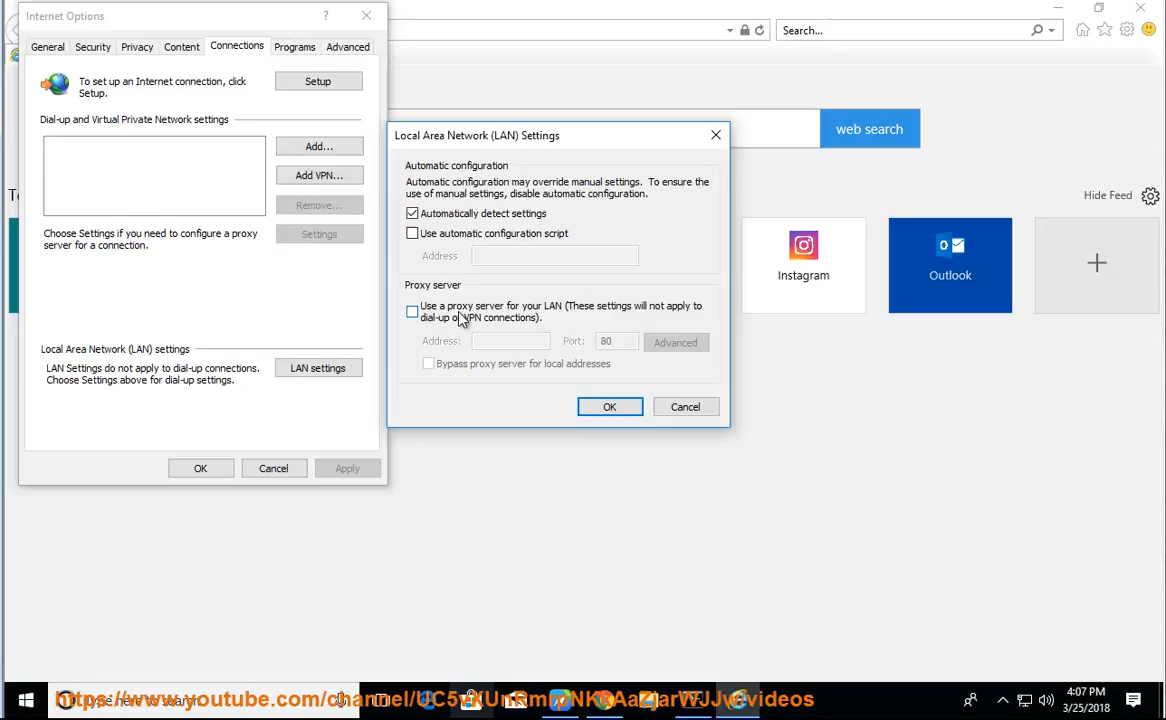 Internet Options
?
General
Security
Privacy
Content
Connections
Programs
Advanced
To set up an Internet connection, click
Setup.
Setup
Dial-up and Virtual Private Network settings
Add...
Add VPN...
Remove...
Choose Settings if you need to configure a proxy
server for a connection.
Settings
Local Area Network (LAN) settings
LAN Settings do not apply to dial-up connections.
Choose Settings above for dial-up settings.
LAN settings
OK
Cancel
Apply
Local Area Network (LAN) Settings
Automatic configuration
Automatic configuration may override manual settings. To ensure the
use of manual settings, disable automatic configuration.
Automatically detect settings
Use automatic configuration script
Address
Proxy server
Use a proxy server for your LAN (These settings will not apply to
dial-up or VPN connections).
Address:
Port:
80
Advanced
Bypass proxy server for local addresses
OK
Cancel
Search...
web search
Hide Feed
Instagram
Outlook
4:07 PM
3/25/2018